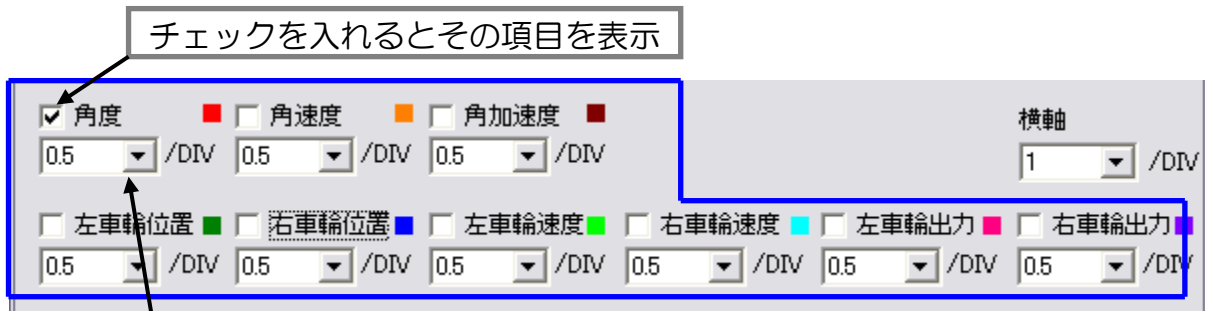 チェックを入れるとその項目を表示
角度 角速度 角加速度 横軸
0.5 /DIV 0.5 /DIV 0.5 /DIV 1 /DIV
左車輪位置 右車輪位置 左車輪速度 右車輪速度 左車輪出力 右車輪出力
0.5 /DIV 0.5 /DIV 0.5 /DIV 0.5 /DIV 0.5 /DIV 0.5 /DIV